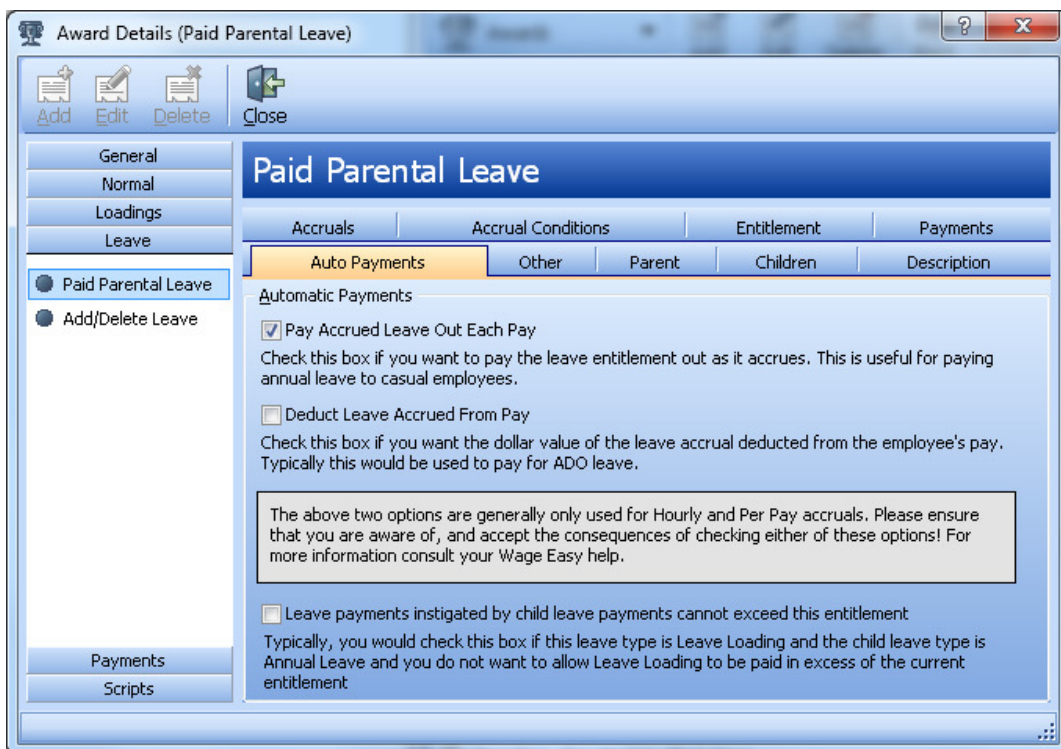 Award Details (Paid Parental Leave)
Add Edit Delete Close
General
Normal
Loadings
Leave
Paid Parental Leave
Add/Delete Leave
Payments
Scripts
Paid Parental Leave
Accruals Accrual Conditions Entitlement Payments
Auto Payments Other Parent Children Description
Automatic Payments
Pay Accrued Leave Out Each Pay
Check this box if you want to pay the leave entitlement out as it accrues. This is useful for paying
annual leave to casual employees.
Deduct Leave Accrued From Pay
Check this box if you want the dollar value of the leave accrual deducted from the employee's pay.
Typically this would be used to pay for ADO leave.
The above two options are generally only used for Hourly and Per Pay accruals. Please ensure
that you are aware of, and accept the consequences of checking either of these options! For
more information consult your Wage Easy help.
Leave payments instigated by child leave payments cannot exceed this entitlement
Typically, you would check this box if this leave type is Leave Loading and the child leave type is
Annual Leave and you do not want to allow Leave Loading to be paid in excess of the current
entitlement